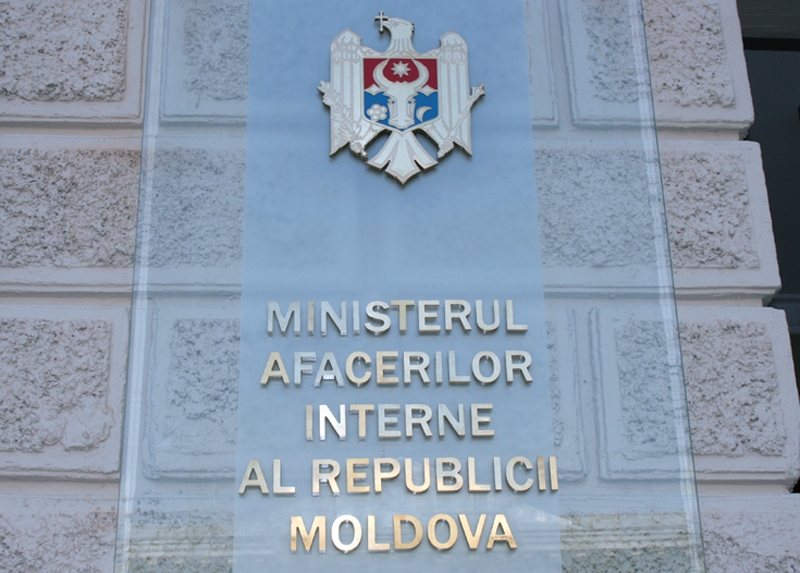 MINISTERUL
AFACERILOR
INTERNE
AL REPUBLICII
MOLDOVA